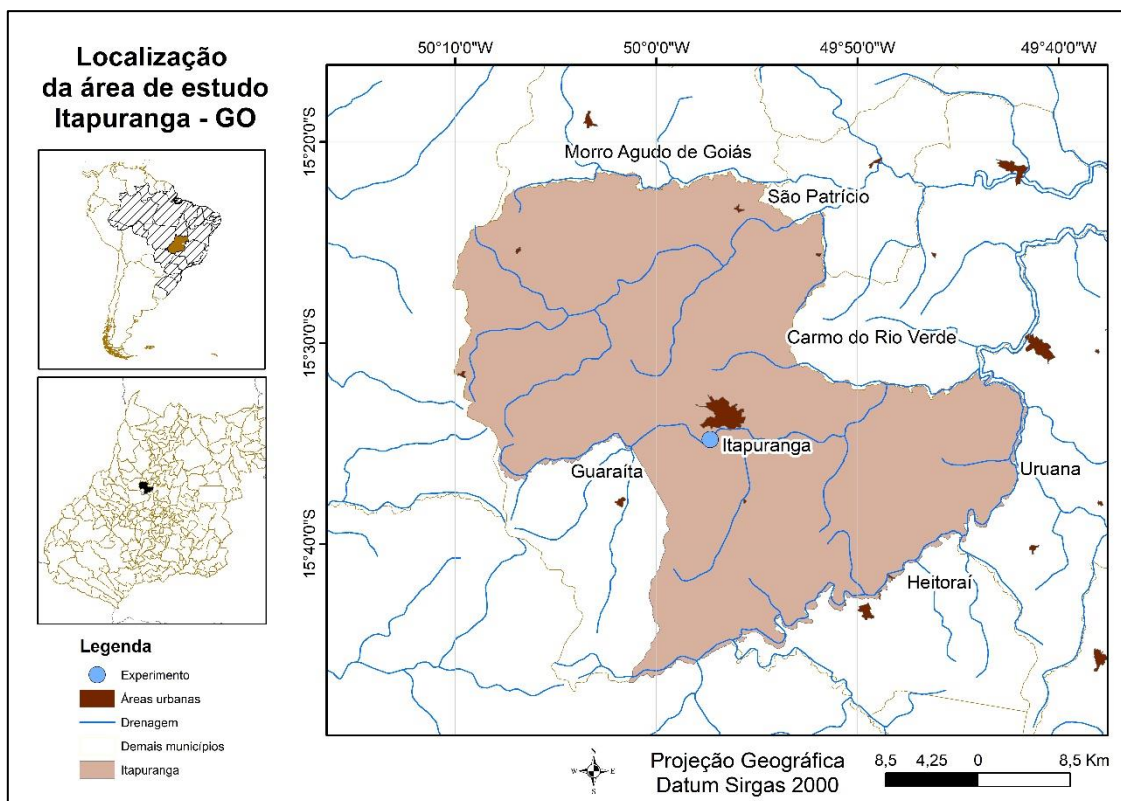 Localização
da área de estudo
Itapuranga - GO
50°10'0"W
50°0'0"W
49°50'0"W
49°40'0"W
15°20'0"S
15°30'0"S
15°40'0"S
Morro Agudo de Goiás
São Patrício
Carmo do Rio Verde
Itapuranga
Guaraíta
Uruana
Heitoraí
Legenda
Experimento
Áreas urbanas
Drenagem
Demais municípios
Itapuranga
N
W E
S
Projeção Geográfica
Datum Sirgas 2000
8,5 4,25 0 8,5 Km